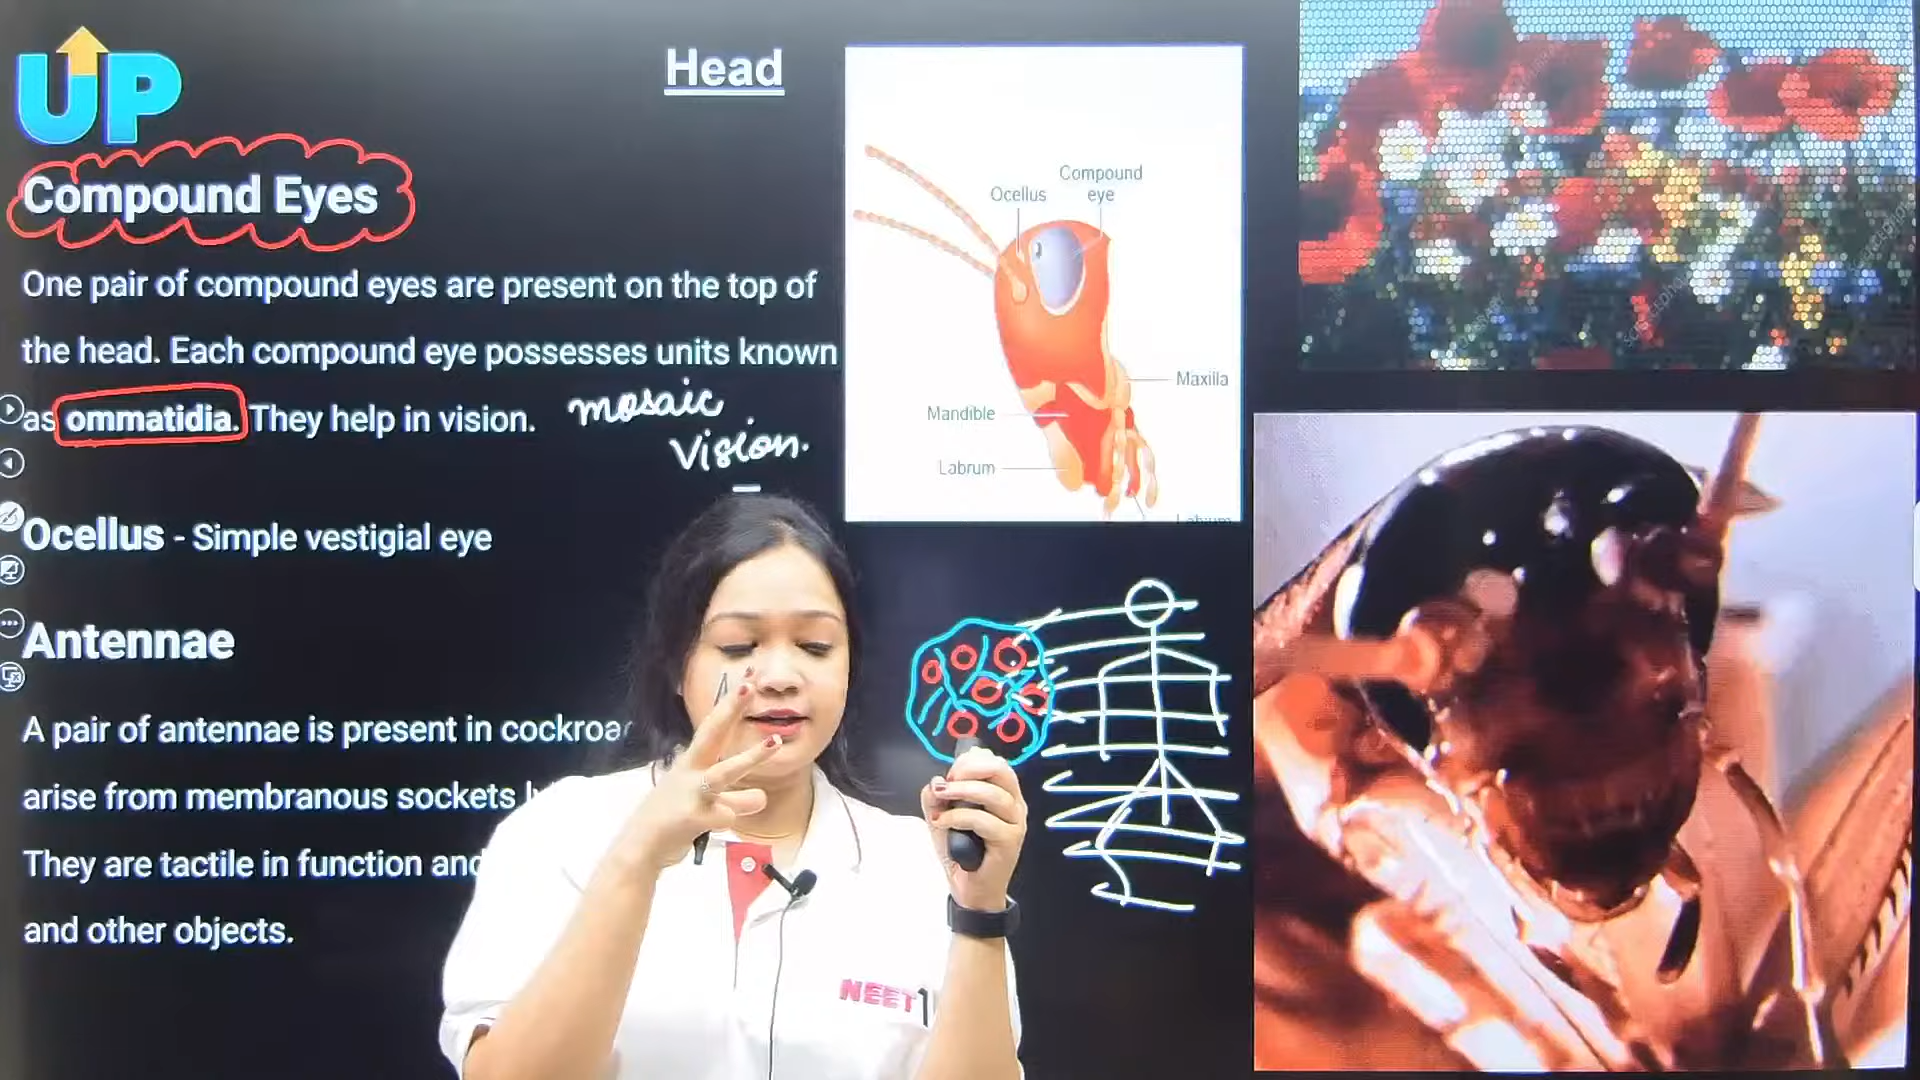 UP
Head
Compound Eyes
One pair of compound eyes are present on the top of
the head. Each compound eye possesses units known
as ommatidia. They help in vision.
mosaic
vision.
Ocellus - Simple vestigial eye
Antennae
A pair of antennae is present in
arise from membranous sockets
They are tactile in function and
and other objects.
Ocellus
Compound
eye
Maxilla
Mandible
Labrum
Labium
NEET